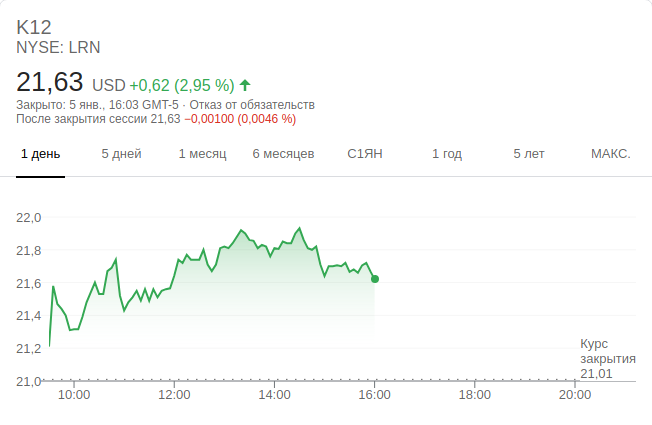 K12
NYSE: LRN
21,63 USD +0,62 (2,95 %)
Закрыто: 5 янв., 16:03 GMT-5 · Отказ от обязательств
После закрытия сессии 21,63 −0,00100 (0,0046 %)
1 день 5 дней 1 месяц 6 месяцев С1ЯН 1 год 5 лет МАКС.
22,0
21,8
21,6
21,4
21,2
Курс
закрытия
21,01
21,0
10:00 12:00 14:00 16:00 18:00 20:00